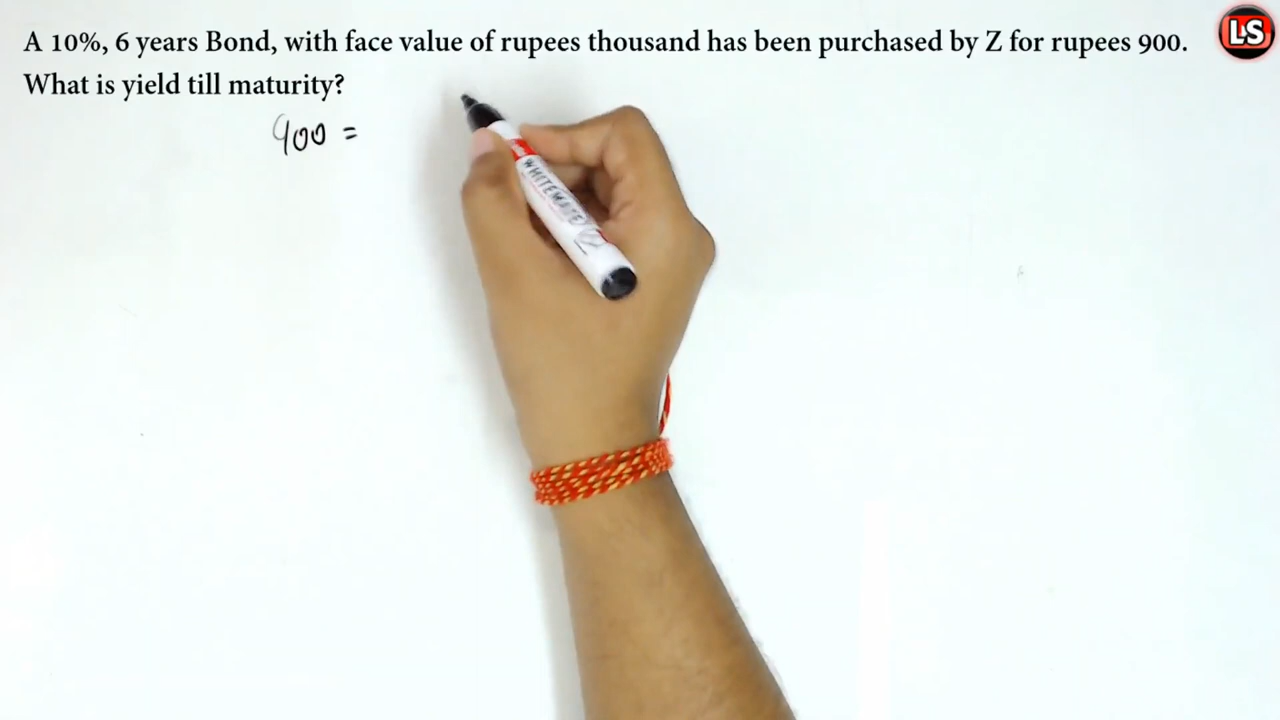 A 10%, 6 years Bond, with face value of rupees thousand has been purchased by Z for rupees 900.
What is yield till maturity?
900 =
WHITEMATE
LS